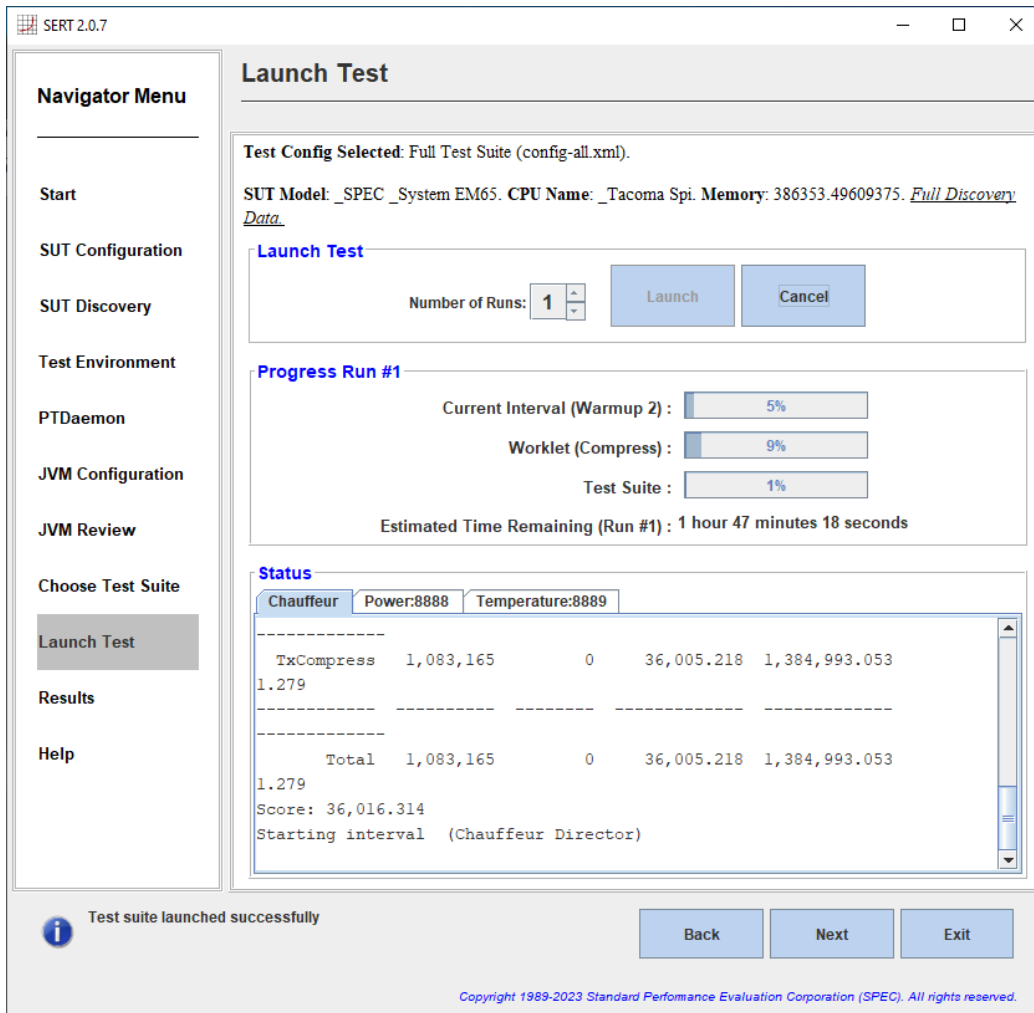 SERT 2.0.7
Navigator Menu
Start
SUT Configuration
SUT Discovery
Test Environment
PTDaemon
JVM Configuration
JVM Review
Choose Test Suite
Launch Test
Results
Help
Launch Test
Test Config Selected: Full Test Suite (config-all.xml).
SUT Model: _SPEC _System EM65. CPU Name: _Tacoma Spi. Memory: 386353.49609375. Full Discovery
Data.
Launch Test
Number of Runs: 1 Launch Cancel
Progress Run #1
Current Interval (Warmup 2) : 5%
Worklet (Compress) : 9%
Test Suite : 1%
Estimated Time Remaining (Run #1) : 1 hour 47 minutes 18 seconds
Status
Chauffeur Power:8888 Temperature:8889
-------------
TxCompress 1,083,165 0 36,005.218 1,384,993.053
1.279
------------ ---------- -------- ------------- -------------
-------------
Total 1,083,165 0 36,005.218 1,384,993.053
1.279
Score: 36,016.314
Starting interval (Chauffeur Director)
Test suite launched successfully
Back Next Exit
Copyright 1989-2023 Standard Performance Evaluation Corporation (SPEC). All rights reserved.